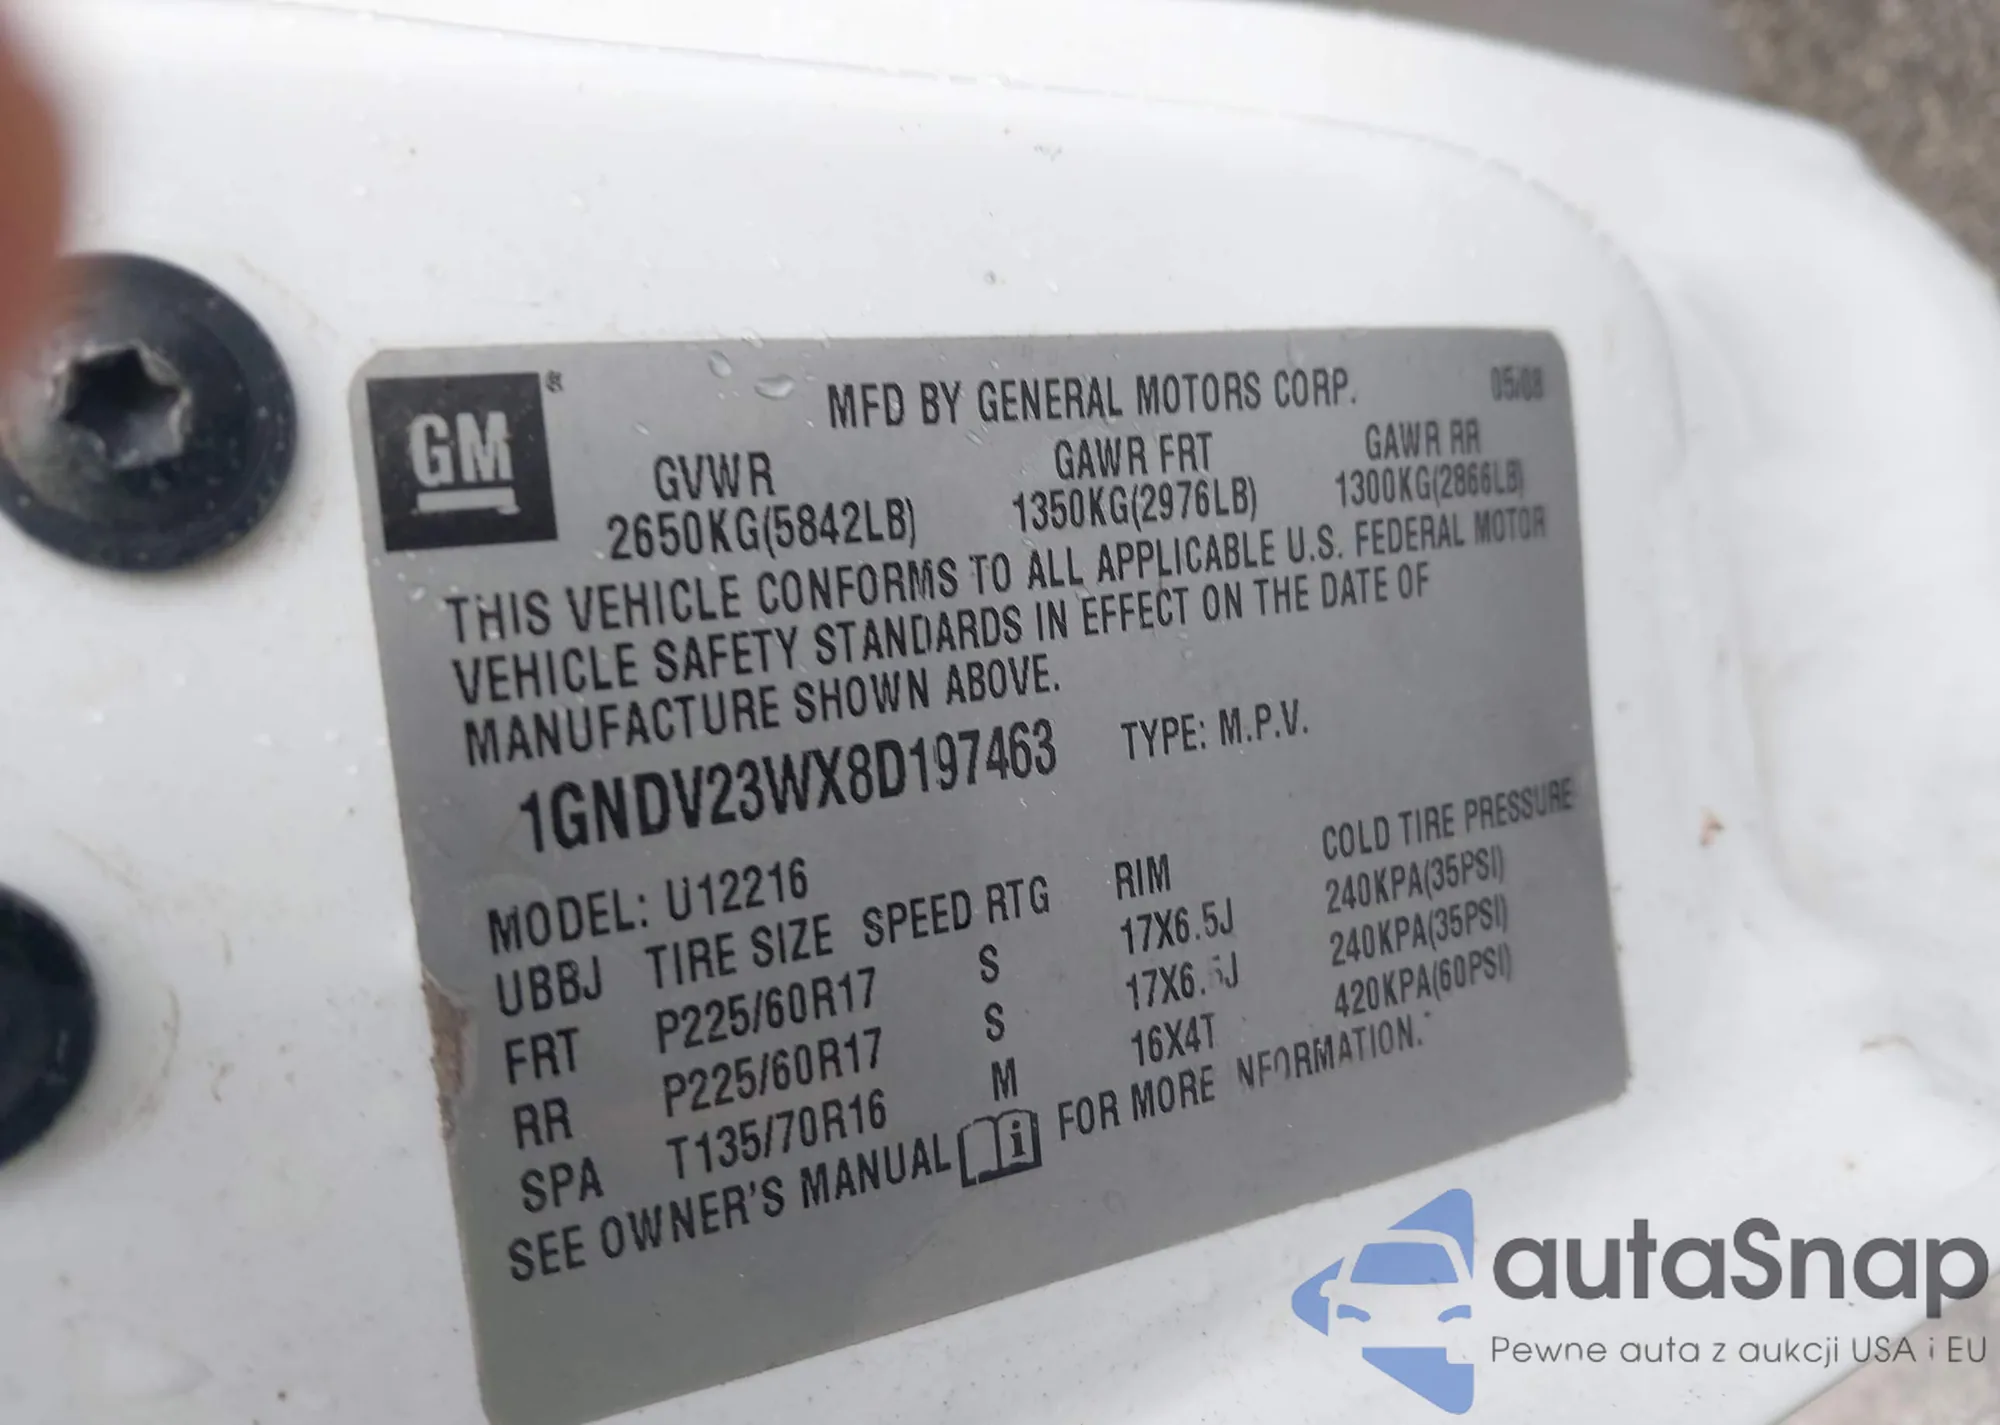 GM ®
MFD BY GENERAL MOTORS CORP. 05/08
GVWR GAWR FRT GAWR RR
2650KG(5842LB) 1350KG(2976LB) 1300KG(2866LB)
THIS VEHICLE CONFORMS TO ALL APPLICABLE U.S. FEDERAL MOTOR
VEHICLE SAFETY STANDARDS IN EFFECT ON THE DATE OF
MANUFACTURE SHOWN ABOVE.
1GNDV23WX8D197463 TYPE: M.P.V.
MODEL: U12216
UBBJ TIRE SIZE SPEED RTG RIM COLD TIRE PRESSURE
FRT P225/60R17 S 17X6.5J 240KPA(35PSI)
RR P225/60R17 S 17X6.5J 240KPA(35PSI)
SPA T135/70R16 M 16X4T 420KPA(60PSI)
SEE OWNER'S MANUAL i FOR MORE NFORMATION.
autaSnap
Pewne auta z aukcji USA i EU